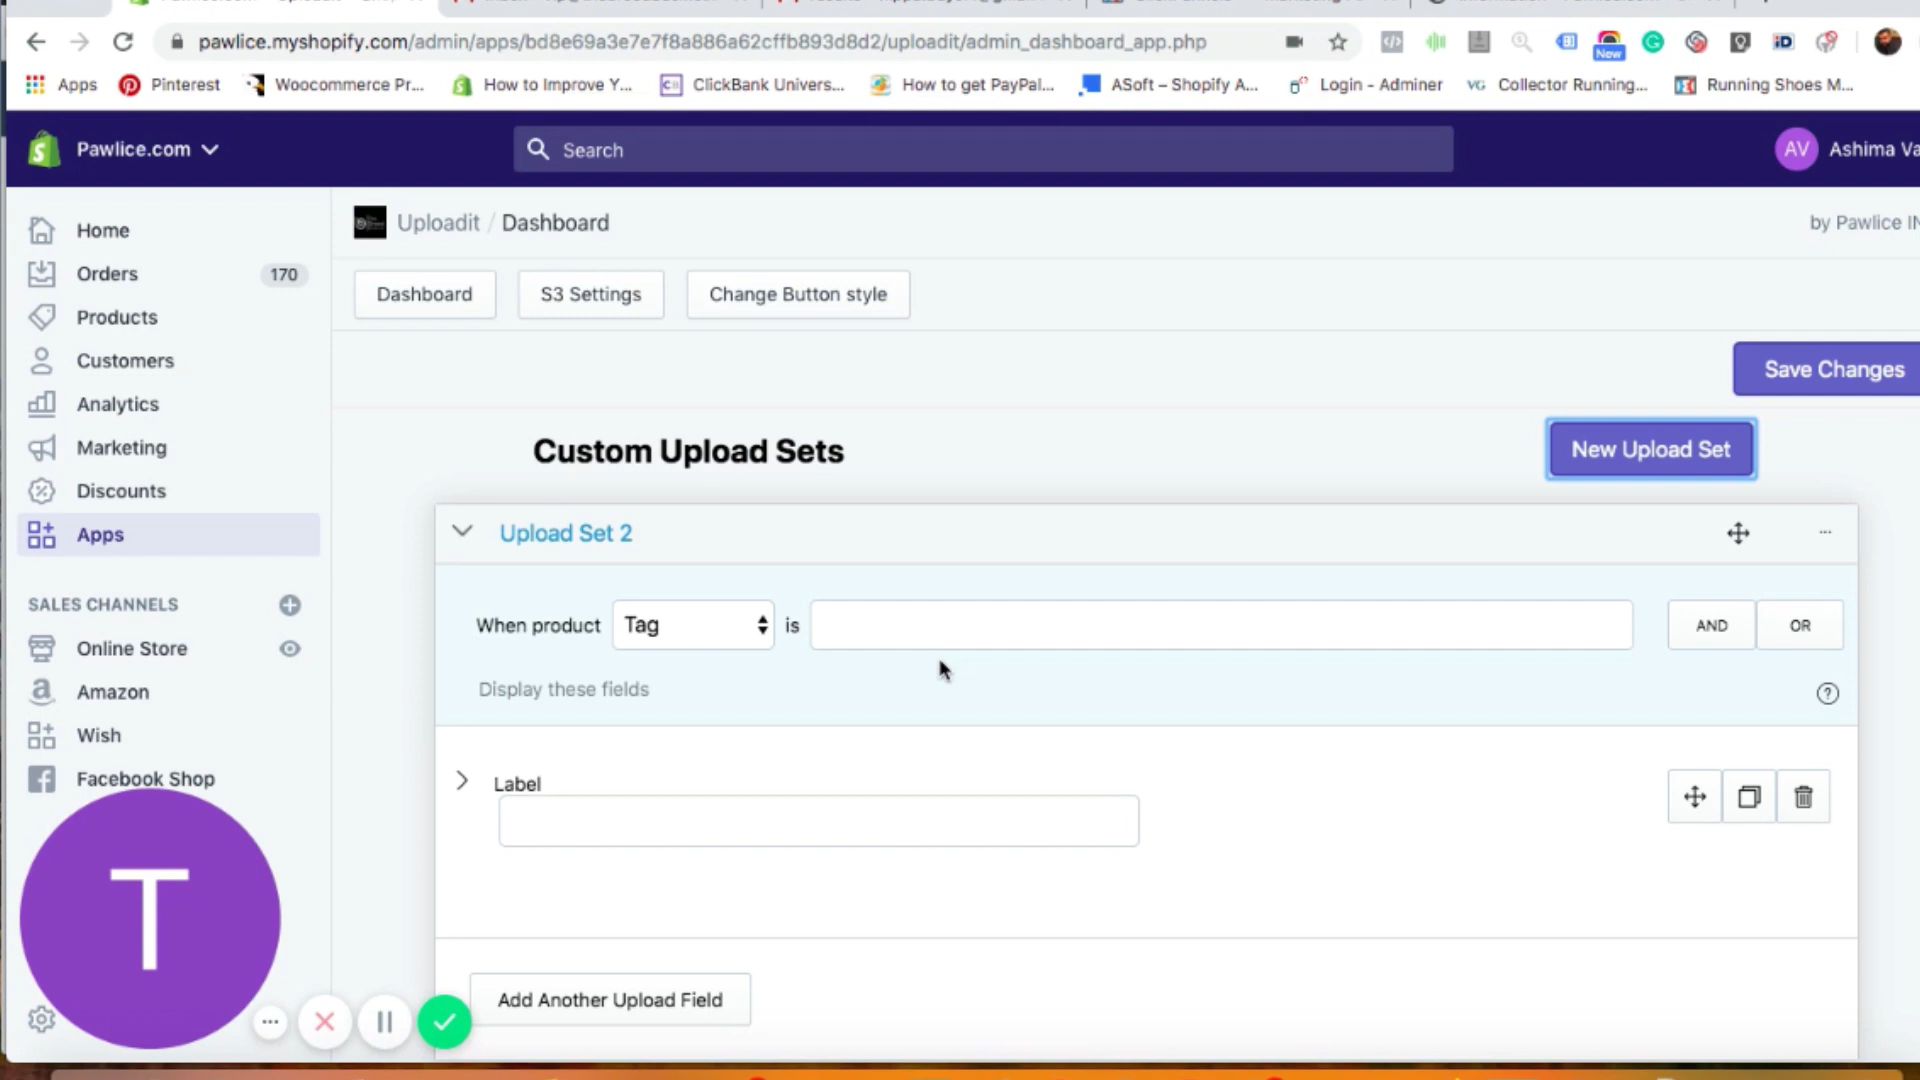 pawlice.myshopify.com/admin/apps/bd8e69a3e7e7f8a886a62cffb893d8d2/uploadit/admin_dashboard_app.php
New
iD
Apps Pinterest Woocommerce Pr... How to Improve Y... ClickBank Univers... How to get PayPal... ASoft – Shopify A... Login - Adminer VG Collector Running... Running Shoes M...
Pawlice.com
Search
AV Ashima Va
Home
Orders 170
Products
Customers
Analytics
Marketing
Discounts
Apps
SALES CHANNELS
Online Store
Amazon
Wish
Facebook Shop
T
Uploadit / Dashboard
by Pawlice IN
Dashboard
S3 Settings
Change Button style
Save Changes
Custom Upload Sets
New Upload Set
Upload Set 2
...
When product Tag is
AND OR
Display these fields
?
Label
Add Another Upload Field